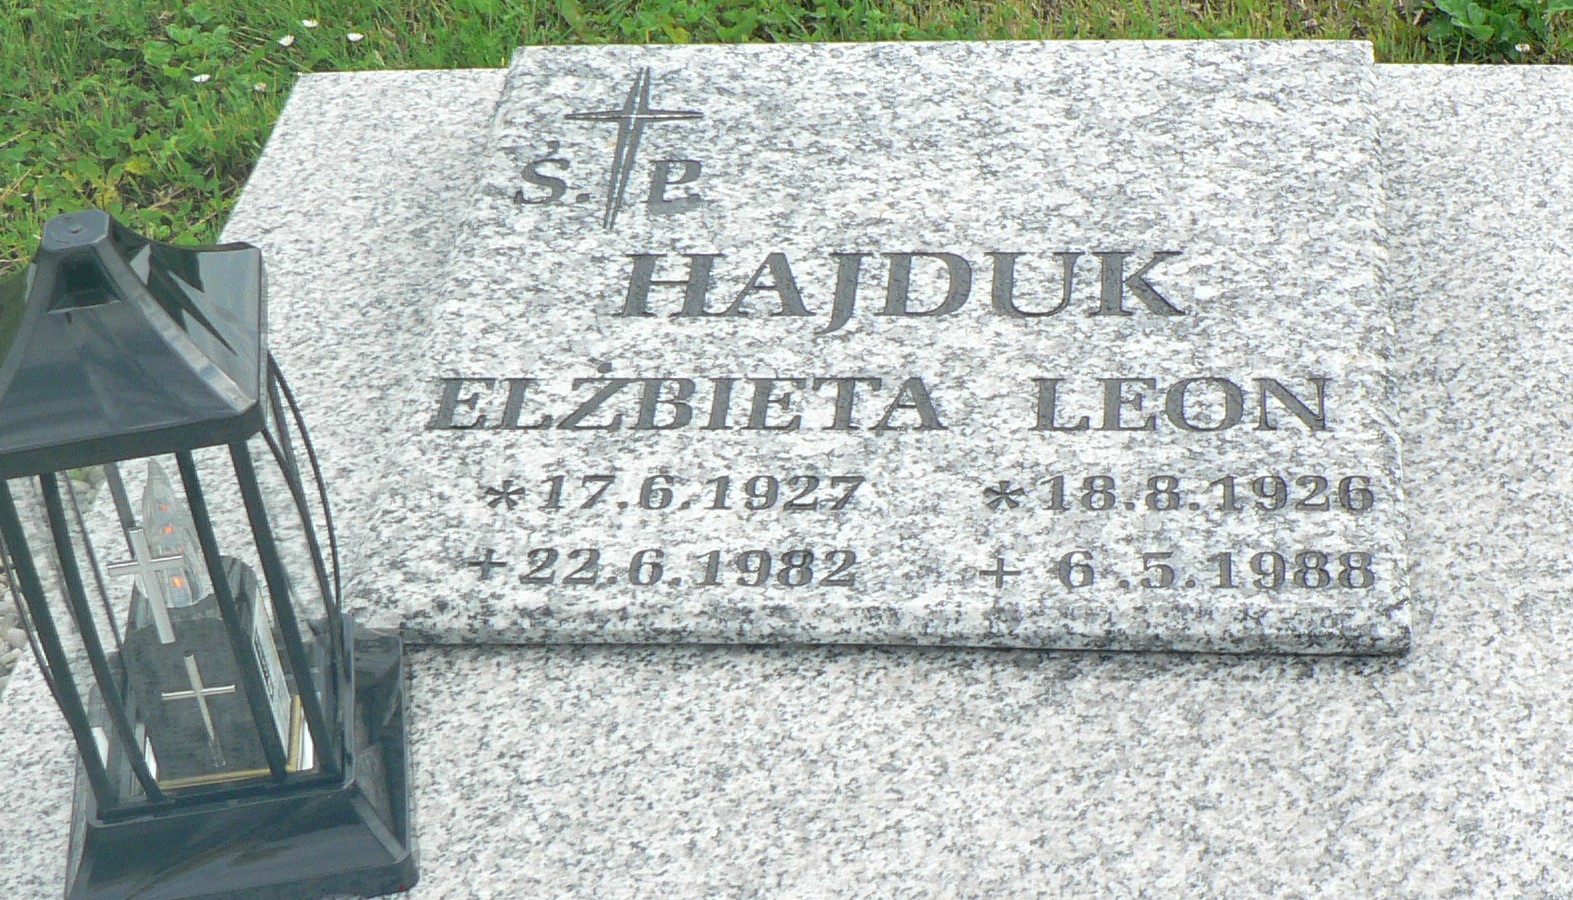 Ś. P.
HAJDUK
ELŻBIETA LEON
*17.6.1927 *18.8.1926
+22.6.1982 + 6.5.1988